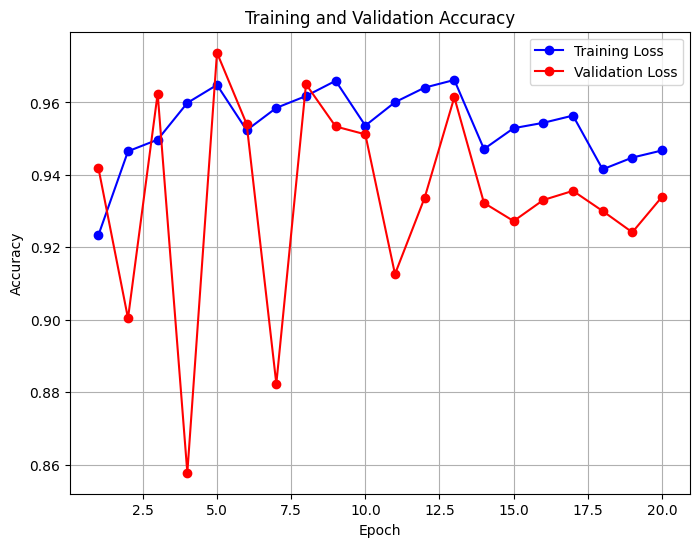 Training and Validation Accuracy
Training Loss
Validation Loss
Accuracy
0.96
0.94
0.92
0.90
0.88
0.86
2.5 5.0 7.5 10.0 12.5 15.0 17.5 20.0
Epoch